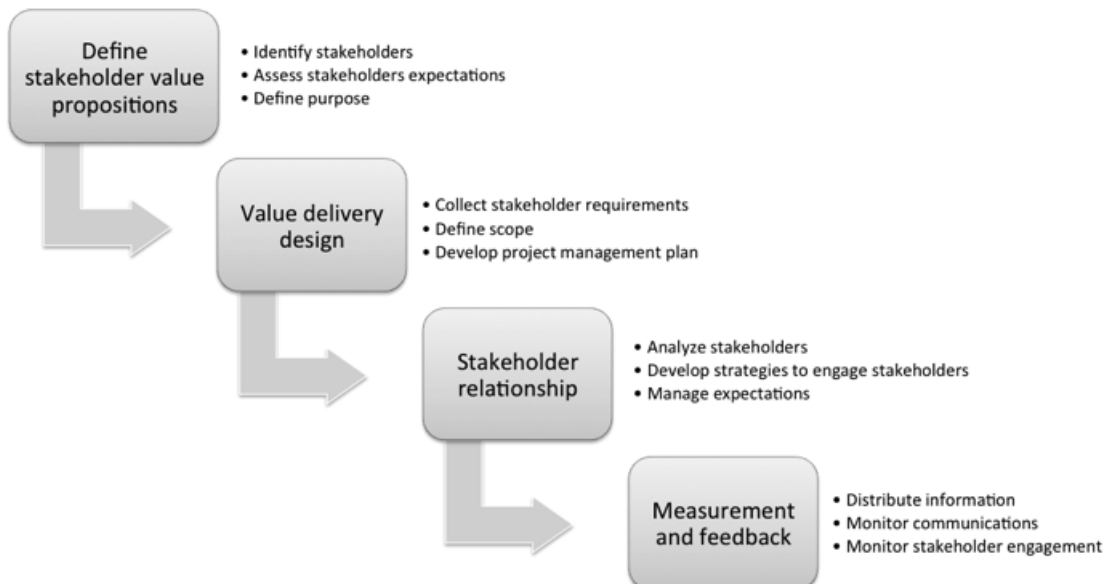 Define
stakeholder value
propositions
• Identify stakeholders
• Assess stakeholders expectations
• Define purpose
Value delivery
design
• Collect stakeholder requirements
• Define scope
• Develop project management plan
Stakeholder
relationship
• Analyze stakeholders
• Develop strategies to engage stakeholders
• Manage expectations
Measurement
and feedback
• Distribute information
• Monitor communications
• Monitor stakeholder engagement